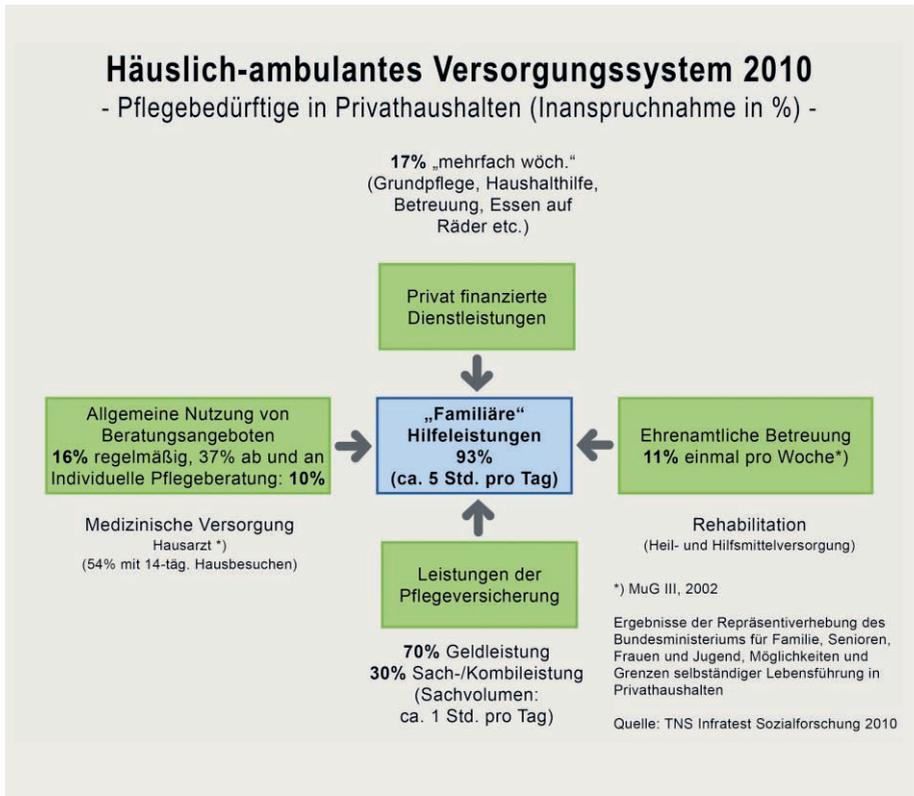 Häuslich-ambulantes Versorgungssystem 2010
- Pflegebedürftige in Privathaushalten (Inanspruchnahme in %) -
17% „mehrfach wöch.“
(Grundpflege, Haushalthilfe,
Betreuung, Essen auf
Räder etc.)
Privat finanzierte
Dienstleistungen
Allgemeine Nutzung von
Beratungsangeboten
16% regelmäßig, 37% ab und an
Individuelle Pflegeberatung: 10%
„Familiäre“
Hilfeleistungen
93%
(ca. 5 Std. pro Tag)
Ehrenamtliche Betreuung
11% einmal pro Woche*)
Medizinische Versorgung
Hausarzt *)
(54% mit 14-täg. Hausbesuchen)
Rehabilitation
(Heil- und Hilfsmittelversorgung)
Leistungen der
Pflegeversicherung
70% Geldleistung
30% Sach-/Kombileistung
(Sachvolumen:
ca. 1 Std. pro Tag)
*) MuG III, 2002
Ergebnisse der Repräsentiverhebung des
Bundesministeriums für Familie, Senioren,
Frauen und Jugend, Möglichkeiten und
Grenzen selbständiger Lebensführung in
Privathaushalten
Quelle: TNS Infratest Sozialforschung 2010